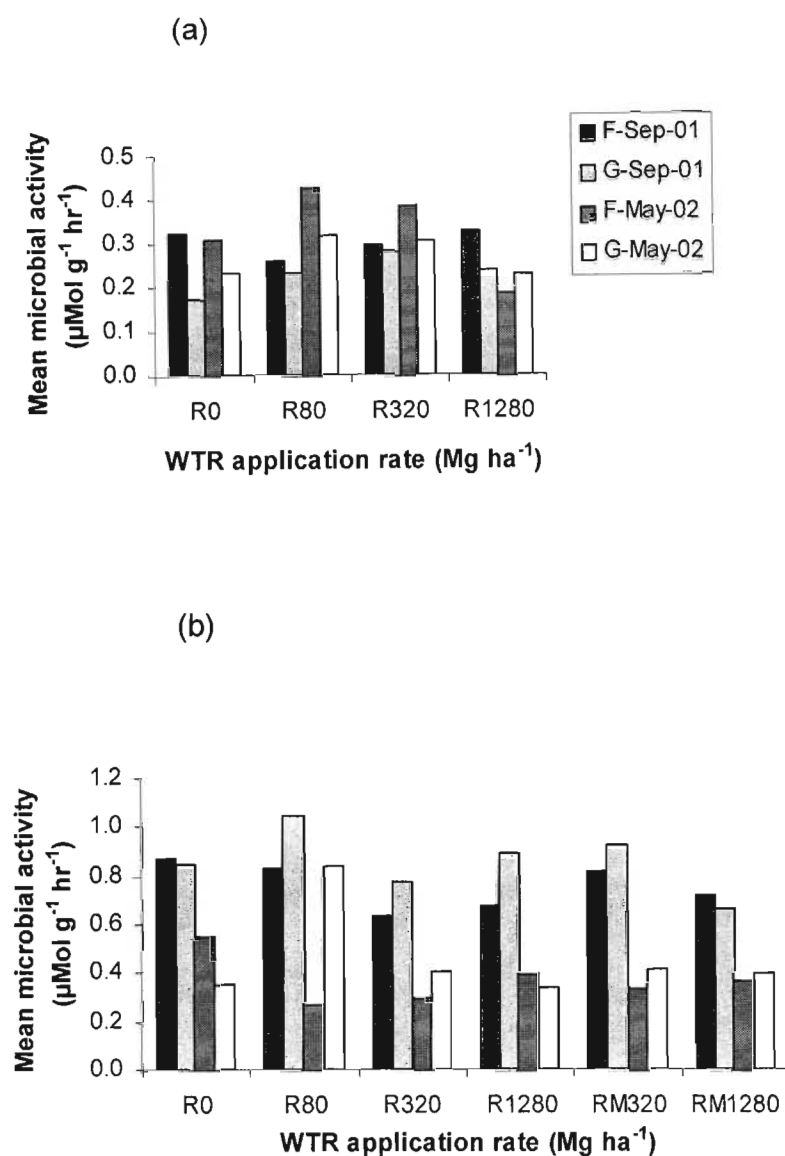 (a)
F-Sep-01
G-Sep-01
F-May-02
G-May-02
Mean microbial activity
(µMol g⁻¹ hr⁻¹)
0.5
0.4
0.3
0.2
0.1
0.0
R0 R80 R320 R1280
WTR application rate (Mg ha⁻¹)
(b)
Mean microbial activity
(µMol g⁻¹ hr⁻¹)
1.2
1.0
0.8
0.6
0.4
0.2
0.0
R0 R80 R320 R1280 RM320 RM1280
WTR application rate (Mg ha⁻¹)